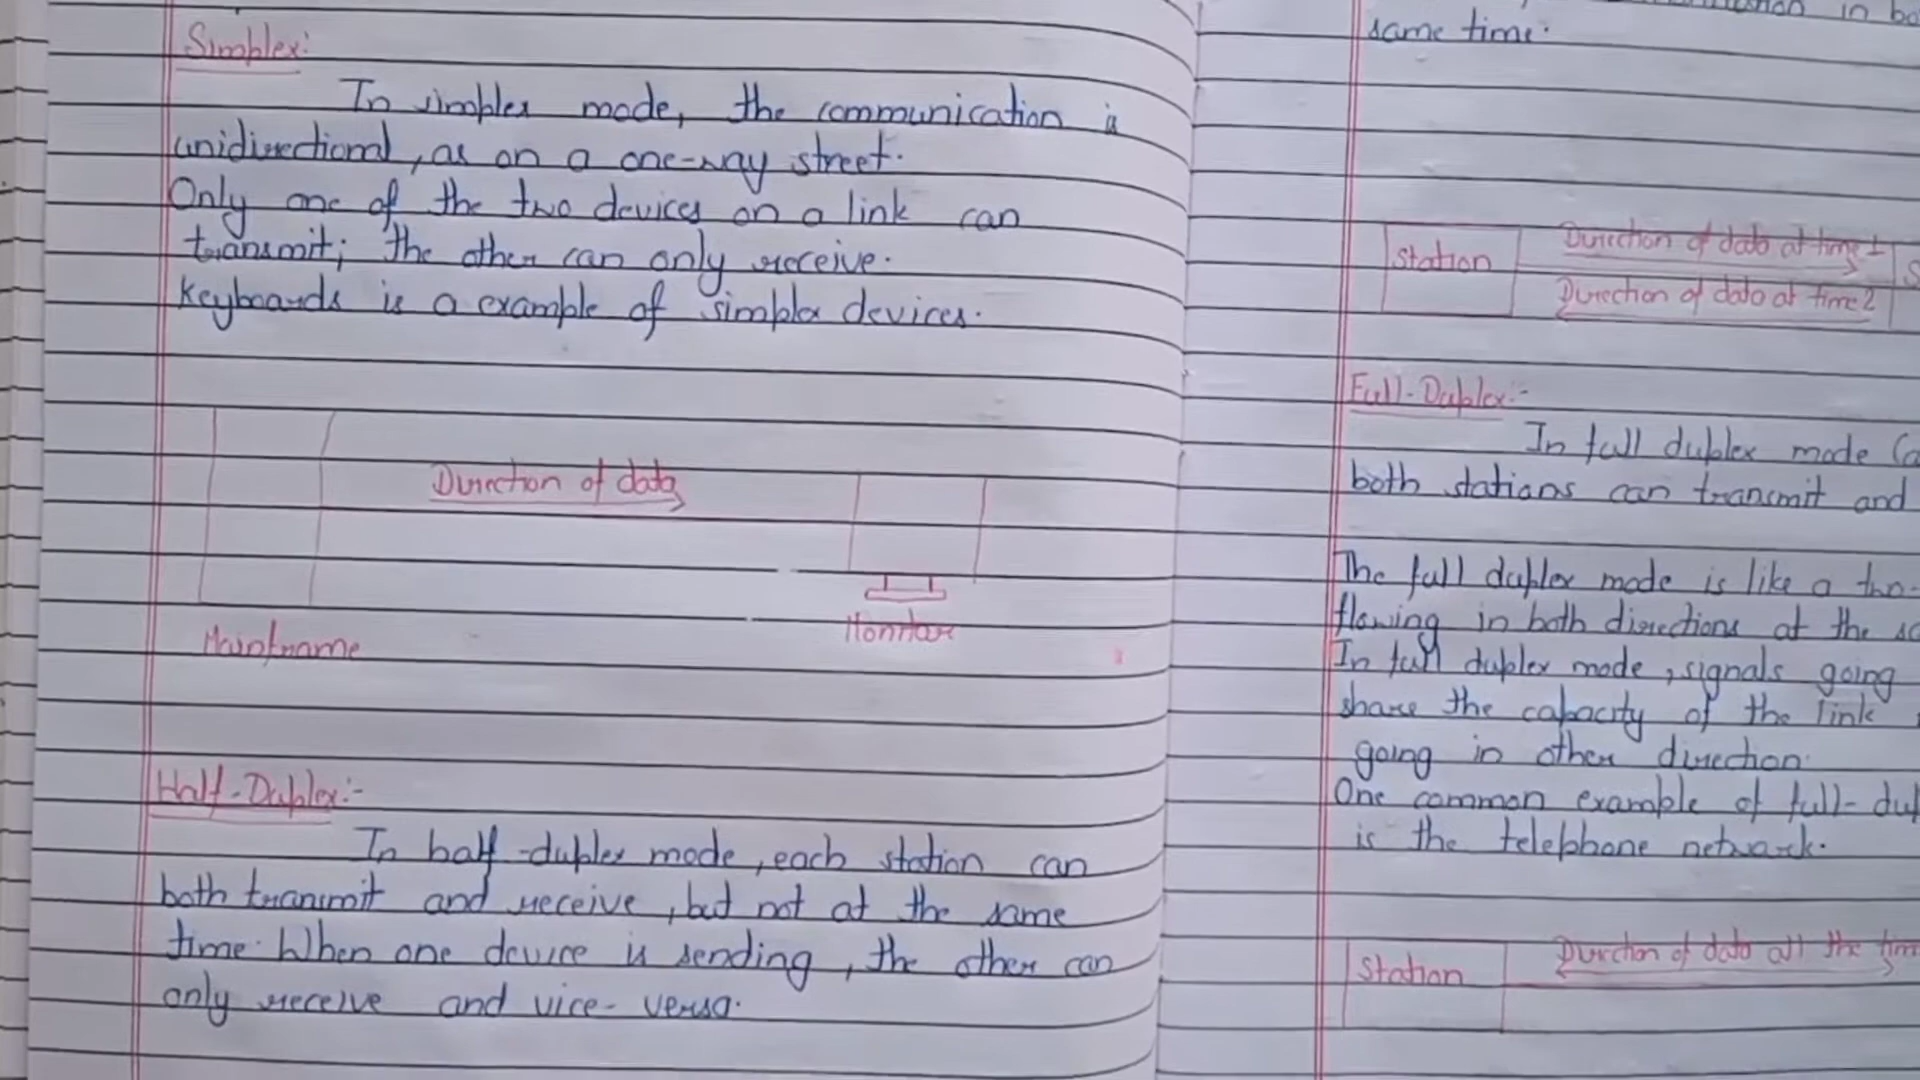 Simplex:
In simplex mode, the communication is
unidirectional, as on a one-way street.
Only one of the two devices on a link can
transmit; the other can only receive.
Keyboards is a example of simplex devices.
Direction of data
Mainframe
Monitor
Half-Duplex:-
In half-duplex mode, each station can
both transmit and receive, but not at the same
time. When one device is sending, the other can
only receive and vice-versa.
in
same time.
Station
Direction of data at time 1
S
Direction of data at time 2
Full-Duplex:-
In full duplex mode
both stations can transmit and
The full duplex mode is like a two-
flowing in both directions at the
In full duplex mode, signals going
share the capacity of the link
going in other direction.
One common example of full-dup
is the telephone network.
Station
Direction of data all the